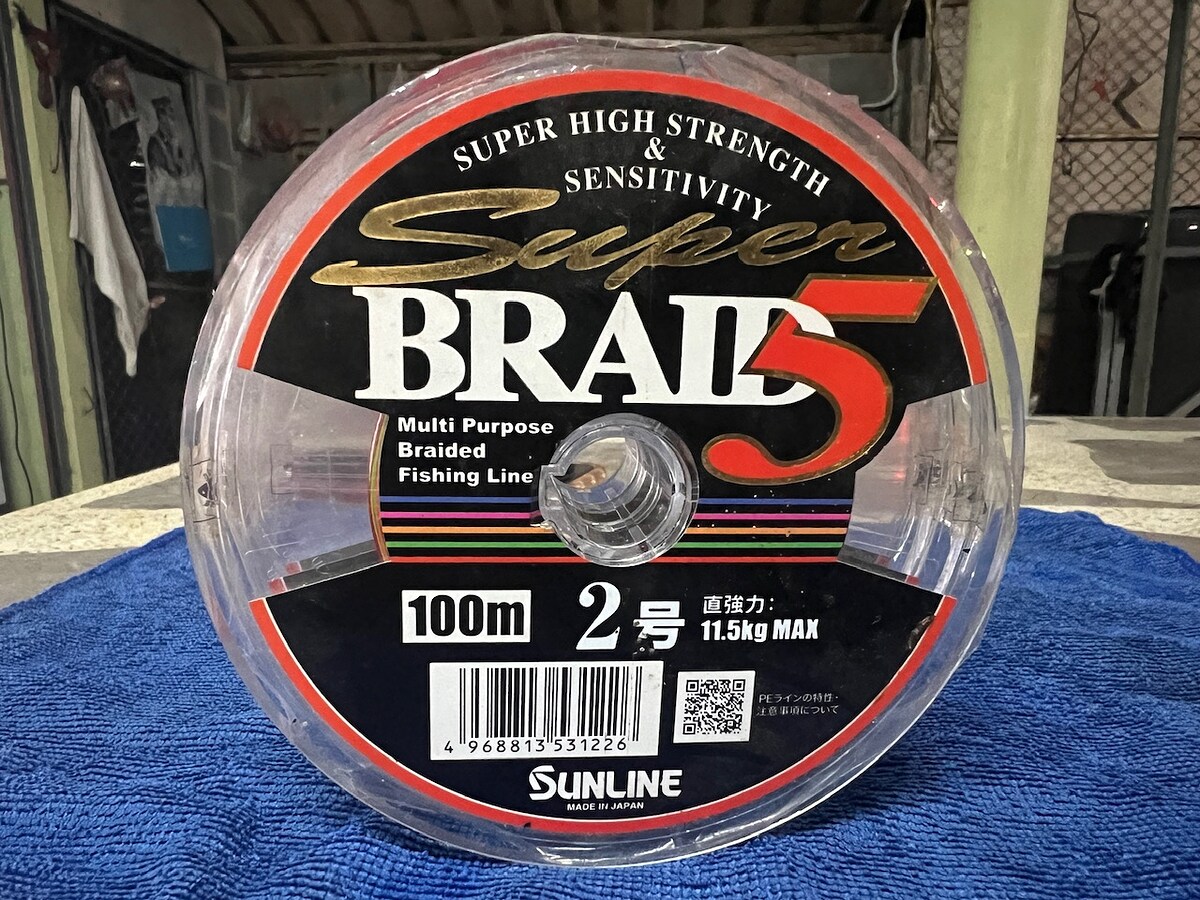 SUPER HIGH STRENGTH
&
SENSITIVITY
Super
BRAID 5
Multi Purpose
Braided
Fishing Line
100m
2号
直強力:
11.5kg MAX
PEラインの特性・
注意事項について
4 968813 531226
SUNLINE
MADE IN JAPAN